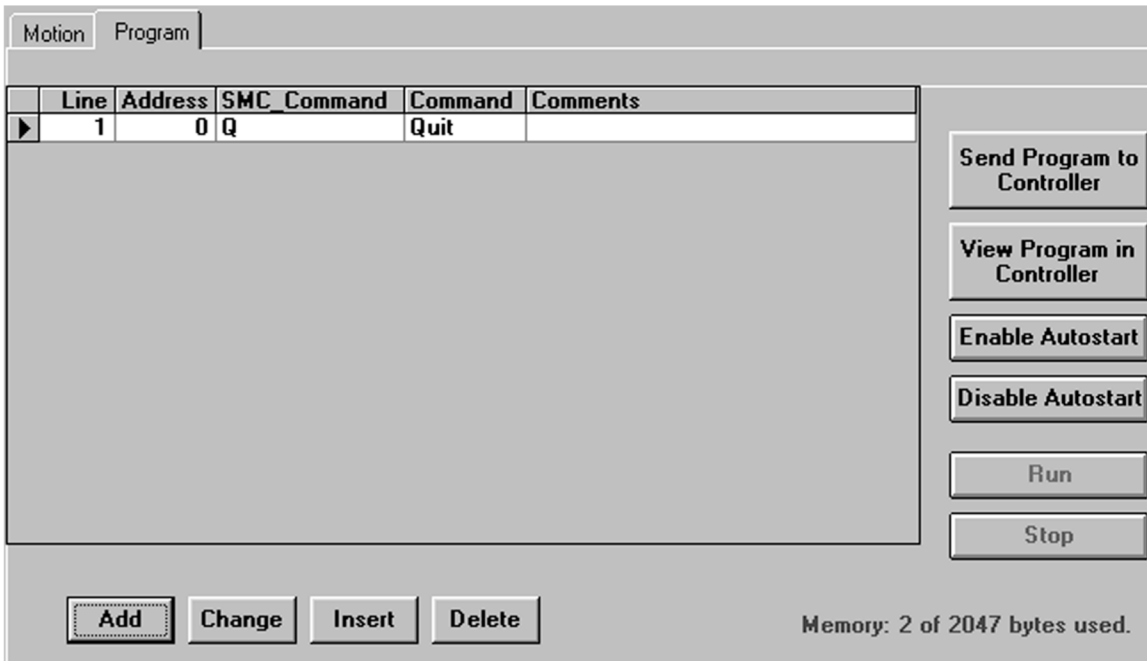 Motion Program
Line Address SMC_Command Command Comments
1 0 Q Quit
Send Program to
Controller
View Program in
Controller
Enable Autostart
Disable Autostart
Run
Stop
Add Change Insert Delete
Memory: 2 of 2047 bytes used.